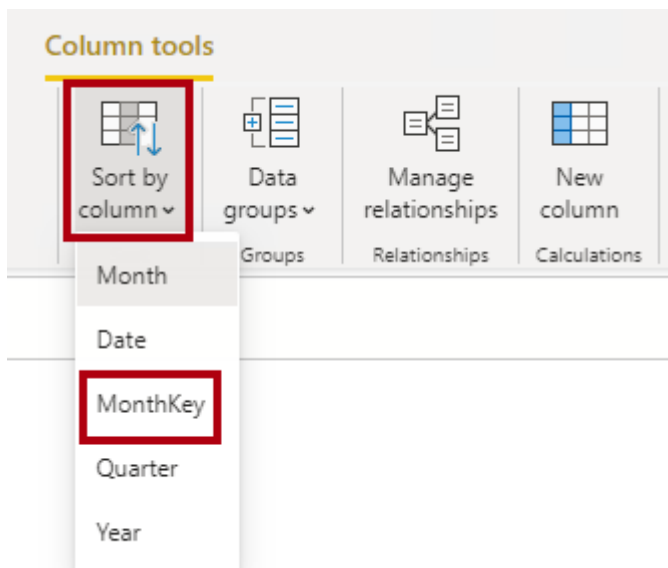 Column tools
Sort by
column
Data
groups
Manage
relationships
New
column
Groups
Relationships
Calculations
Month
Date
MonthKey
Quarter
Year